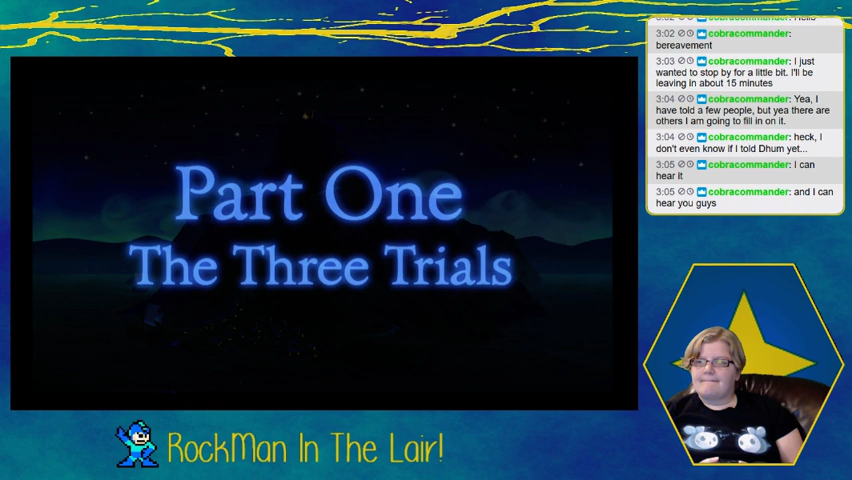 Part One
The Three Trials
RockMan In The Lair!
3:02 cobracommander:
bereavement
3:03 cobracommander: I just
wanted to stop by for a little bit. I'll be
leaving in about 15 minutes
3:04 cobracommander: Yea, I
have told a few people, but yea there are
others I am going to fill in on it.
3:04 cobracommander: heck, I
don't even know if I told Dhum yet...
3:05 cobracommander: I can
hear it
3:05 cobracommander: and I can
hear you guys